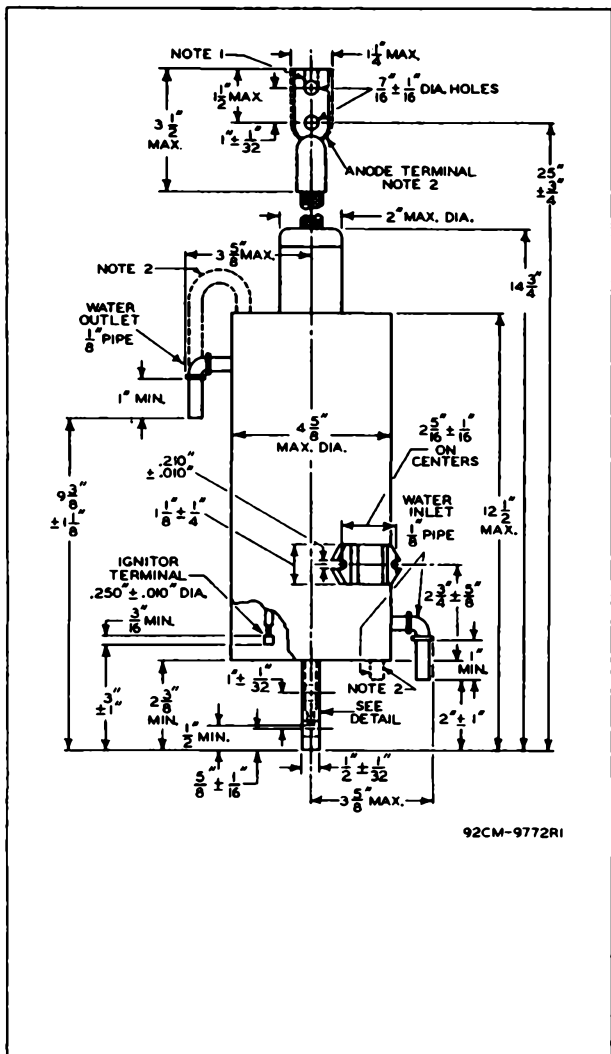 NOTE 1
1 1/4" MAX.
1 1/2" MAX.
7/16" ± 1/16" DIA. HOLES
3 1/2" MAX.
1" ± 1/32"
ANODE TERMINAL
NOTE 2
25" ± 3/4"
2" MAX. DIA.
3 5/8" MAX.
NOTE 2
14 3/4"
WATER
OUTLET
1/8" PIPE
1" MIN.
4 5/8"
MAX. DIA.
2 5/16" ± 1/16"
ON
CENTERS
9 3/8"
± 1 1/8"
.210"
± .010"
1 1/8" ± 1/4"
WATER
INLET
1/8" PIPE
12 1/2"
MAX.
IGNITOR
TERMINAL
.250" ± .010" DIA.
3/16" MIN.
2 3/4" ± 5/8"
3"
± 1"
2 3/8"
MIN.
1" ± 1/32"
NOTE 2
SEE
DETAIL
1"
MIN.
2" ± 1"
1/2" MIN.
5/8" ± 1/16"
1/2" ± 1/32"
3 5/8" MAX.
92CM-9772R1